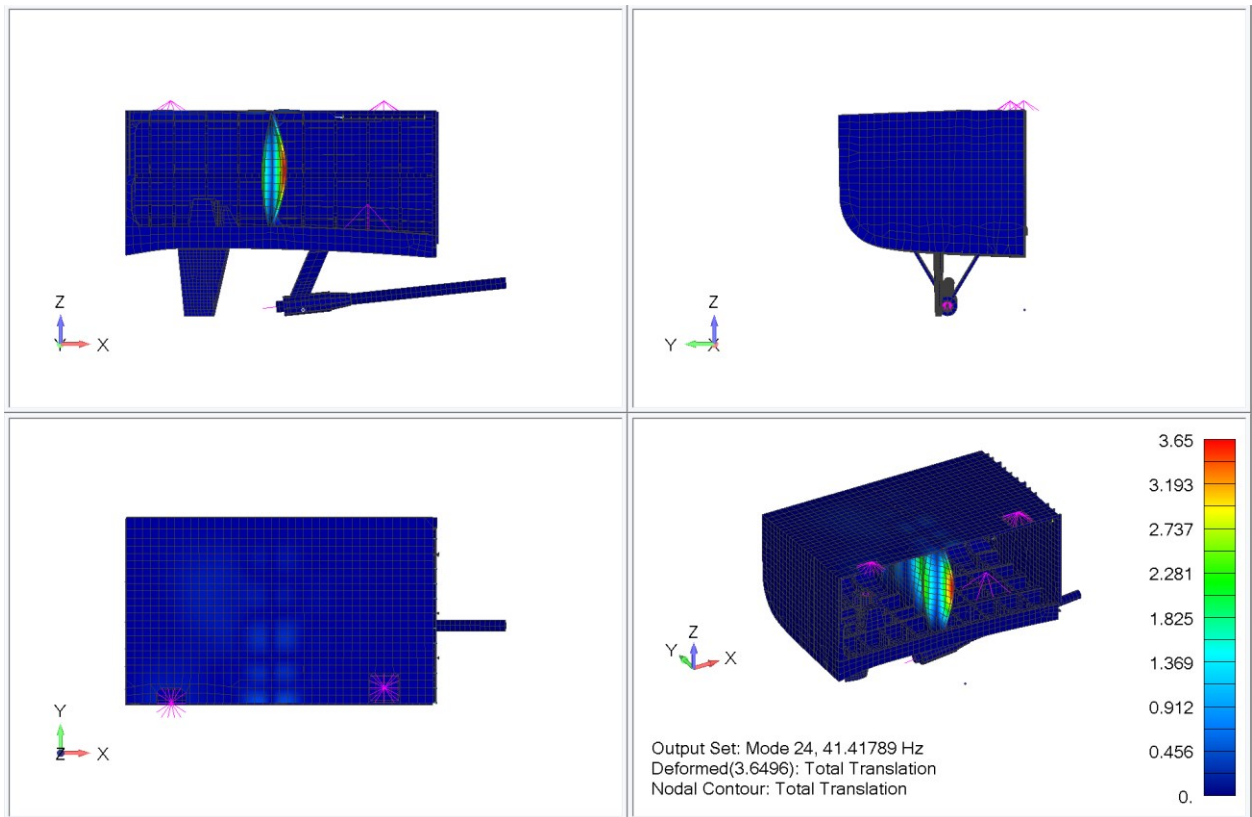 Z
Y X
Z
Y X
Y
Z X
Z
Y X
3.65
3.193
2.737
2.281
1.825
1.369
0.912
0.456
0.
Output Set: Mode 24, 41.41789 Hz
Deformed(3.6496): Total Translation
Nodal Contour: Total Translation